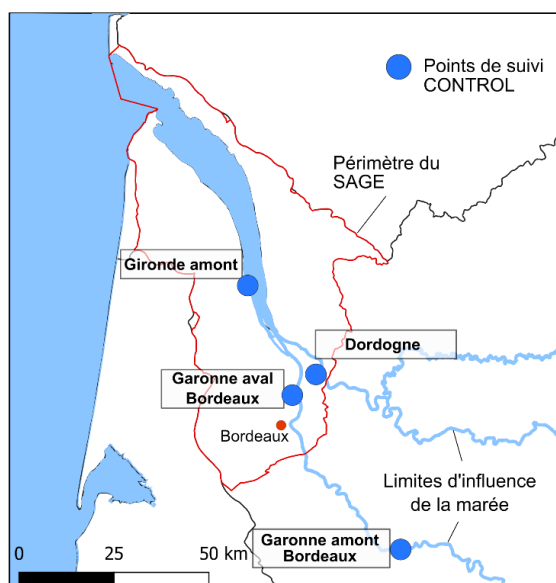 Points de suivi
CONTROL
Périmètre du
SAGE
Gironde amont
Dordogne
Garonne aval
Bordeaux
Bordeaux
Limites d'influence
de la marée
Garonne amont
Bordeaux
0
25
50 km